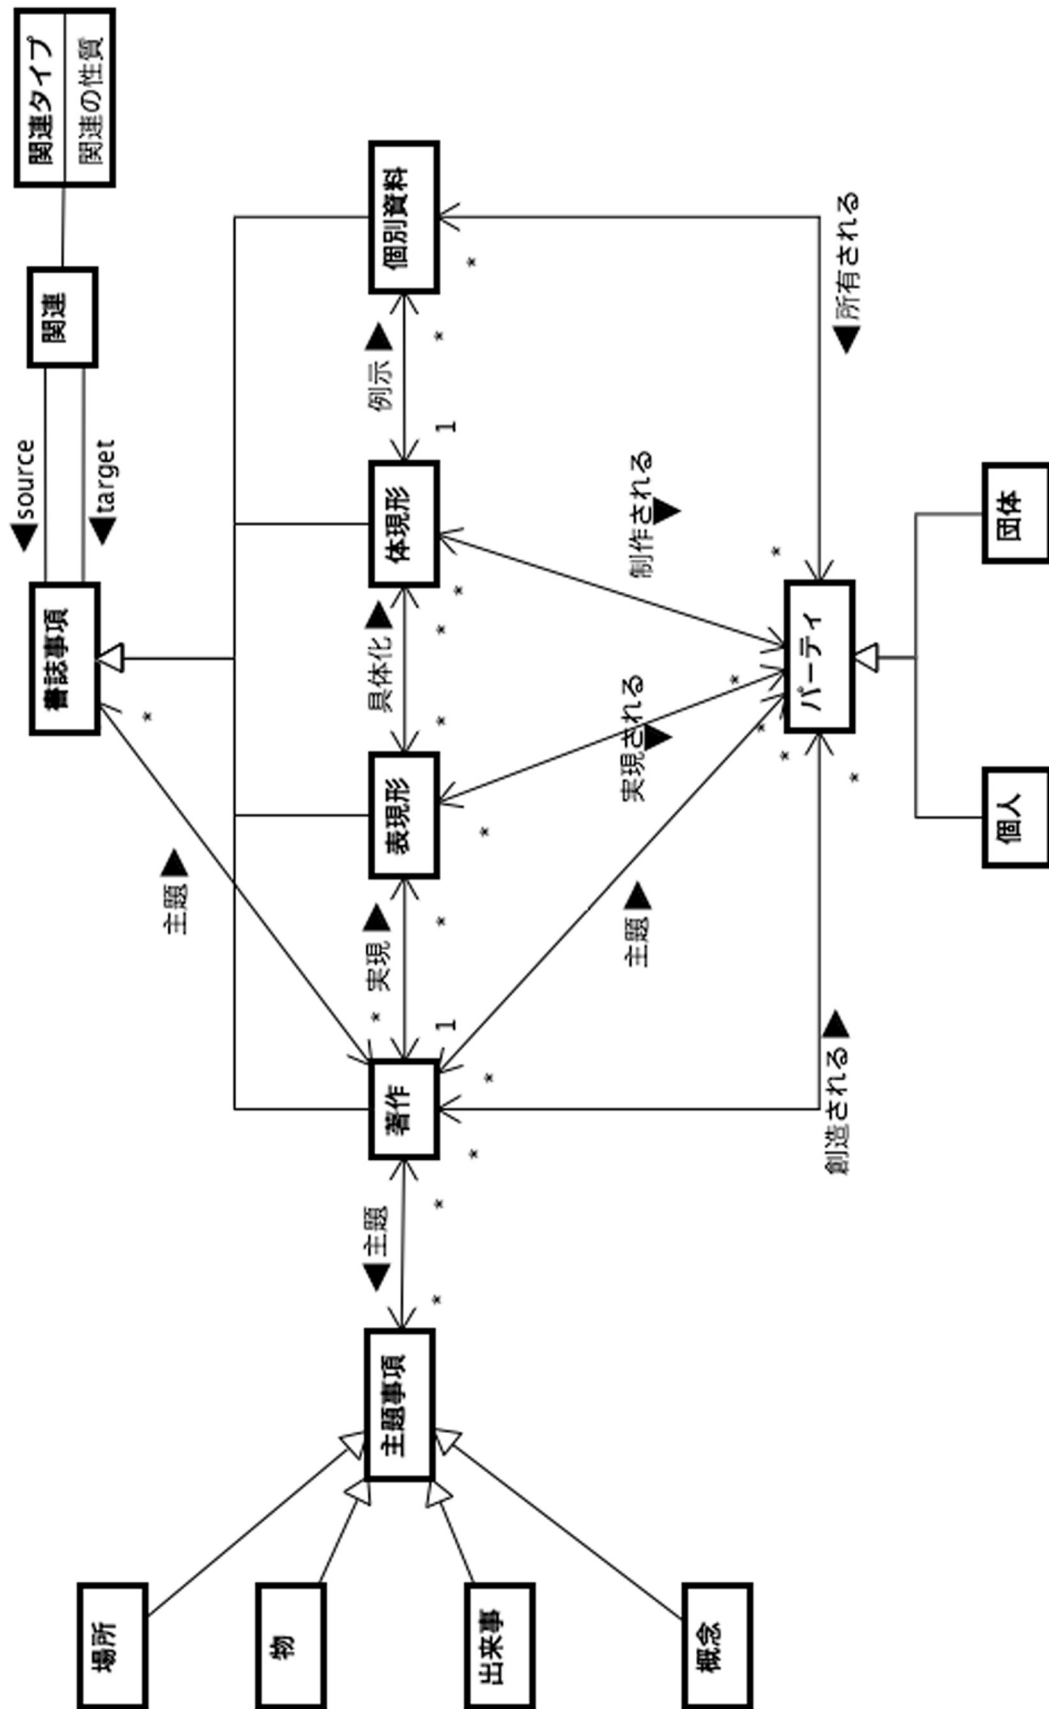 関連タイプ
関連の性質
関連
▼source
▼target
書誌事項
主題▶
*
個別資料
*
*
例示▶
1
体現形
*
*
具体化▶
*
表現形
*
*
実現▶
*
1
著作
*
*
*
▼主題
*
主題事項
場所
物
出来事
概念
▼所有される
制作される▼
実現される▼
主題▶
創造される▶
*
*
*
*
*
パーティ
団体
個人